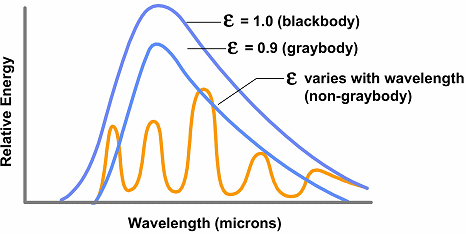 ε = 1.0 (blackbody)
ε = 0.9 (graybody)
ε varies with wavelength
(non-graybody)
Relative Energy
Wavelength (microns)